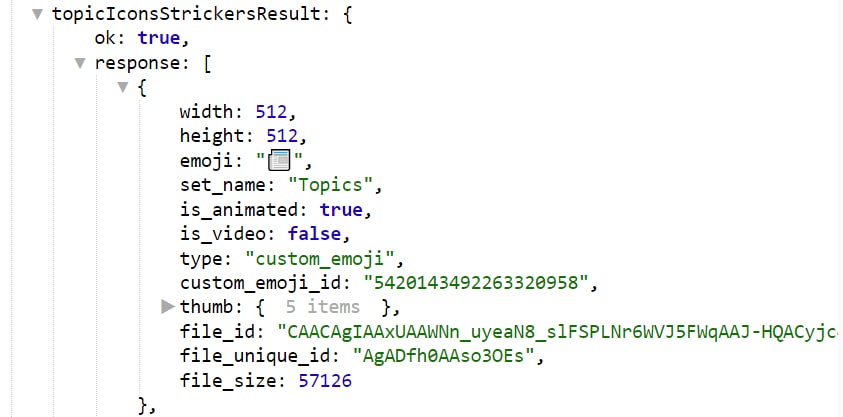 ▼ topicIconsStrickersResult: {
ok: true,
▼ response: [
▼ {
width: 512,
height: 512,
emoji: "📰",
set_name: "Topics",
is_animated: true,
is_video: false,
type: "custom_emoji",
custom_emoji_id: "5420143492263320958",
▶ thumb: { 5 items },
file_id: "CAACAgIAAxUAAWNn_uyeaN8_slFSPLNr6WVJ5FWqAAJ-HQACyjc
file_unique_id: "AgADfh0AAso3OEs",
file_size: 57126
},